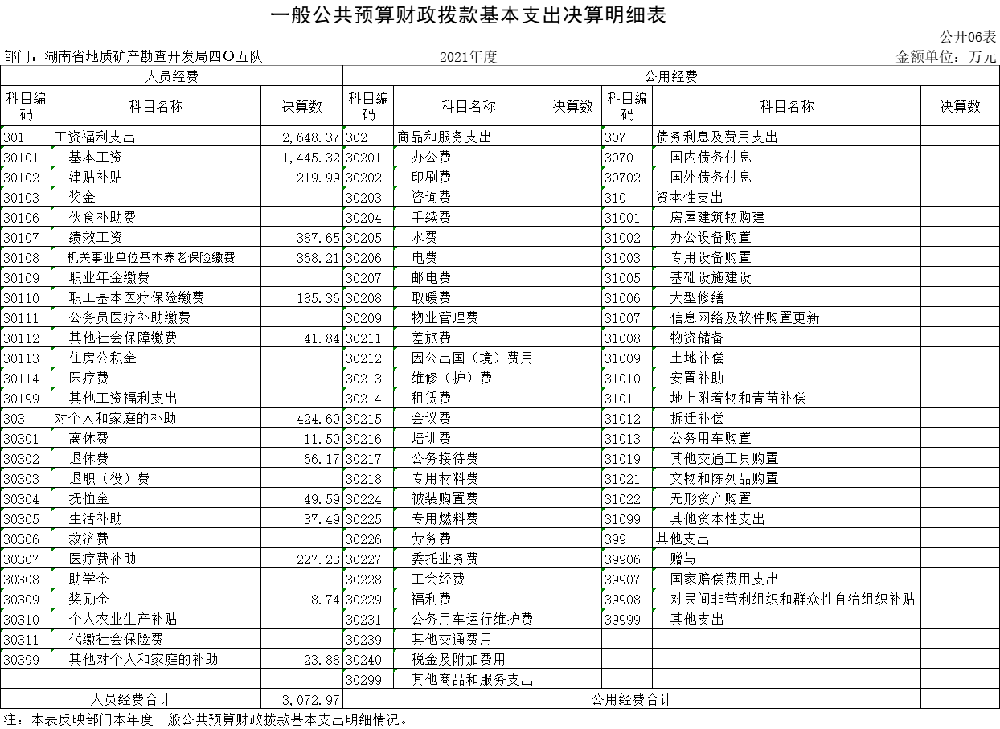 一般公共预算财政拨款基本支出决算明细表
公开06表
部门：湖南省地质矿产勘查开发局四〇五队 2021年度 金额单位：万元
人员经费 公用经费
科目编码 科目名称 决算数 科目编码 科目名称 决算数 科目编码 科目名称 决算数
301 工资福利支出 2,648.37 302 商品和服务支出 307 债务利息及费用支出
30101 基本工资 1,445.32 30201 办公费 30701 国内债务付息
30102 津贴补贴 219.99 30202 印刷费 30702 国外债务付息
30103 奖金 30203 咨询费 310 资本性支出
30106 伙食补助费 30204 手续费 31001 房屋建筑物购建
30107 绩效工资 387.65 30205 水费 31002 办公设备购置
30108 机关事业单位基本养老保险缴费 368.21 30206 电费 31003 专用设备购置
30109 职业年金缴费 30207 邮电费 31005 基础设施建设
30110 职工基本医疗保险缴费 185.36 30208 取暖费 31006 大型修缮
30111 公务员医疗补助缴费 30209 物业管理费 31007 信息网络及软件购置更新
30112 其他社会保障缴费 41.84 30211 差旅费 31008 物资储备
30113 住房公积金 30212 因公出国（境）费用 31009 土地补偿
30114 医疗费 30213 维修（护）费 31010 安置补助
30199 其他工资福利支出 30214 租赁费 31011 地上附着物和青苗补偿
303 对个人和家庭的补助 424.60 30215 会议费 31012 拆迁补偿
30301 离休费 11.50 30216 培训费 31013 公务用车购置
30302 退休费 66.17 30217 公务接待费 31019 其他交通工具购置
30303 退职（役）费 30218 专用材料费 31021 文物和陈列品购置
30304 抚恤金 49.59 30224 被装购置费 31022 无形资产购置
30305 生活补助 37.49 30225 专用燃料费 31099 其他资本性支出
30306 救济费 30226 劳务费 399 其他支出
30307 医疗费补助 227.23 30227 委托业务费 39906 赠与
30308 助学金 30228 工会经费 39907 国家赔偿费用支出
30309 奖励金 8.74 30229 福利费 39908 对民间非营利组织和群众性自治组织补贴
30310 个人农业生产补贴 30231 公务用车运行维护费 39999 其他支出
30311 代缴社会保险费 30239 其他交通费用
30399 其他对个人和家庭的补助 23.88 30240 税金及附加费用
30299 其他商品和服务支出
人员经费合计 3,072.97 公用经费合计
注：本表反映部门本年度一般公共预算财政拨款基本支出明细情况。